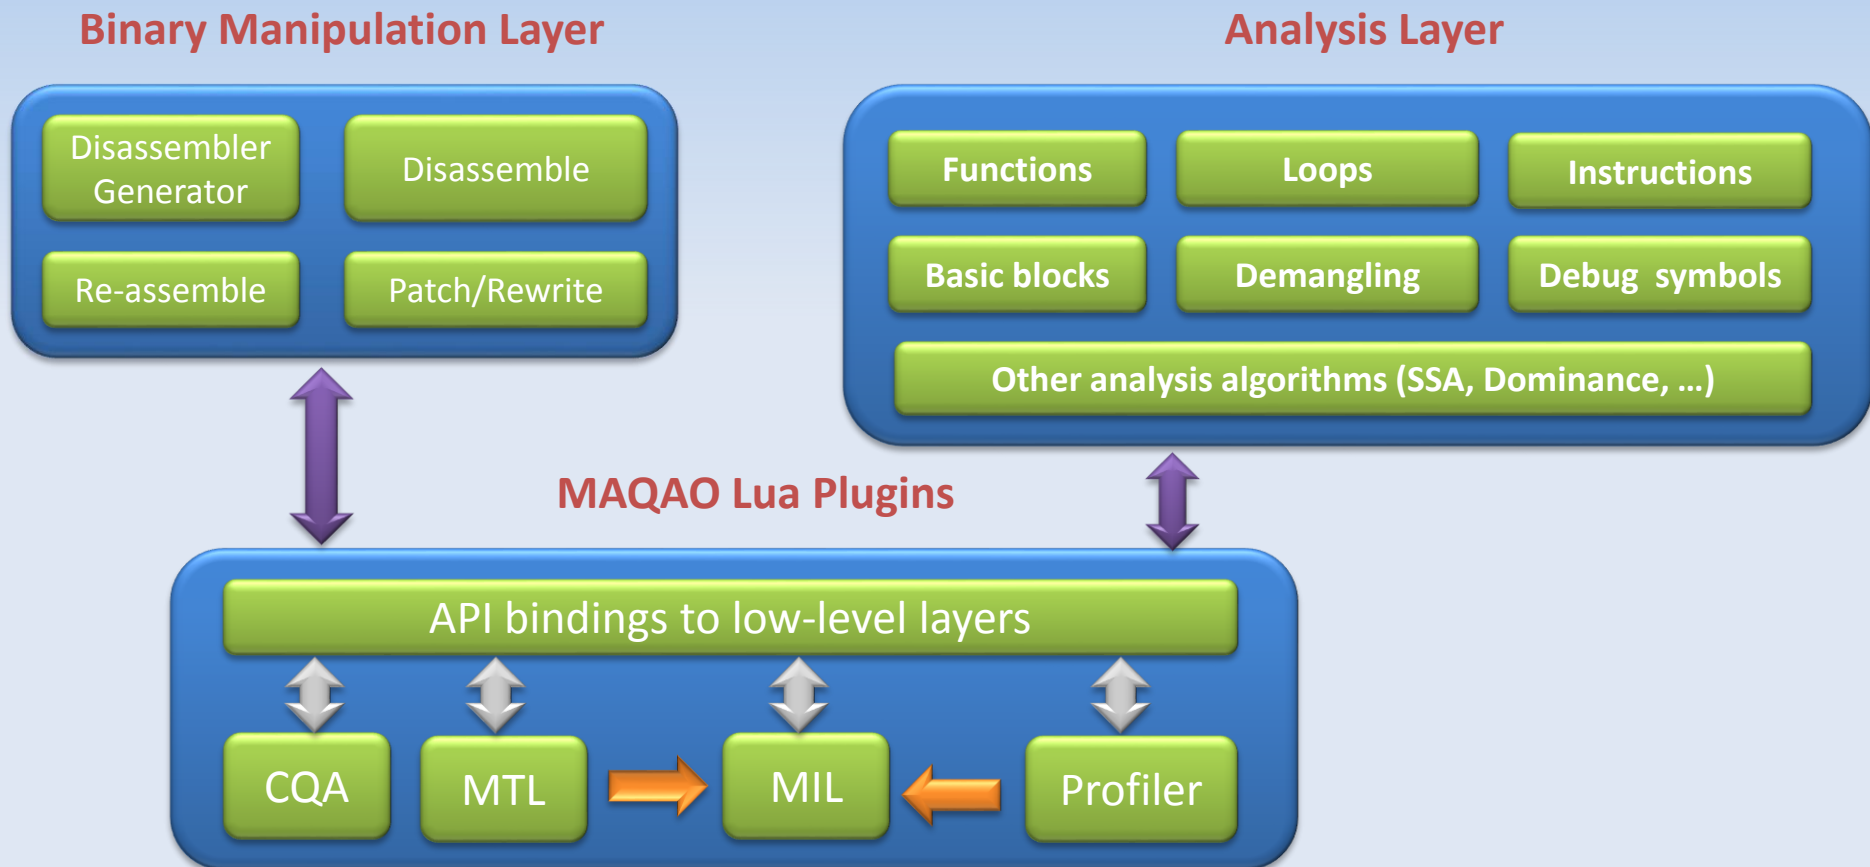 Binary Manipulation Layer
Analysis Layer
Disassembler
Generator
Disassemble
Re-assemble
Patch/Rewrite
Functions
Loops
Instructions
Basic blocks
Demangling
Debug symbols
Other analysis algorithms (SSA, Dominance, ...)
MAQAO Lua Plugins
API bindings to low-level layers
CQA
MTL
MIL
Profiler